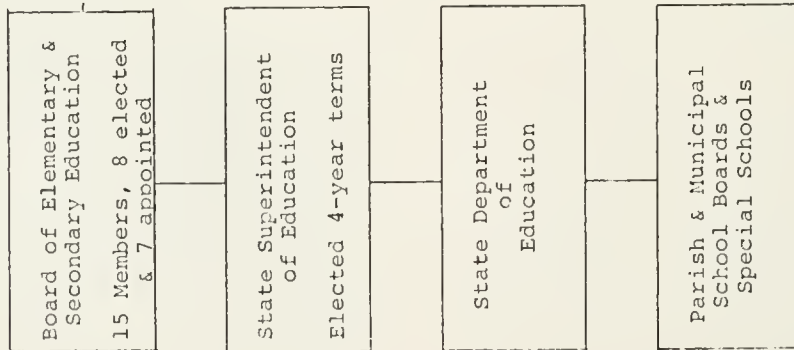 Board of Elementary &
Secondary Education
15 Members, 8 elected
& 7 appointed
State Superintendent
of Education
Elected 4-year terms
State Department
of
Education
Parish & Municipal
School Boards &
Special Schools